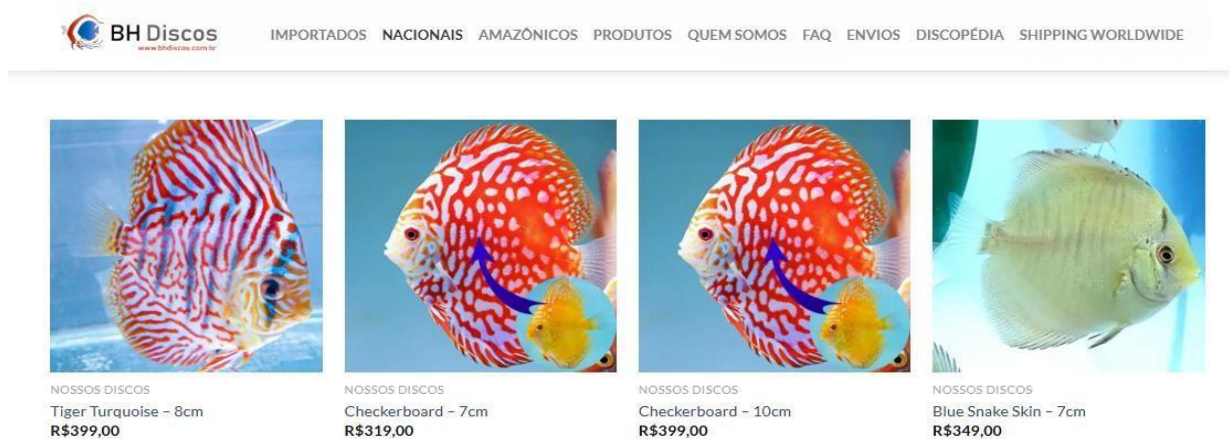 BH Discos
www.bhdiscos.com.br
IMPORTADOS NACIONAIS AMAZÔNICOS PRODUTOS QUEM SOMOS FAQ ENVIOS DISCOPÉDIA SHIPPING WORLDWIDE
NOSSOS DISCOS
Tiger Turquoise – 8cm
R$399,00
NOSSOS DISCOS
Checkerboard – 7cm
R$319,00
NOSSOS DISCOS
Checkerboard – 10cm
R$399,00
NOSSOS DISCOS
Blue Snake Skin – 7cm
R$349,00